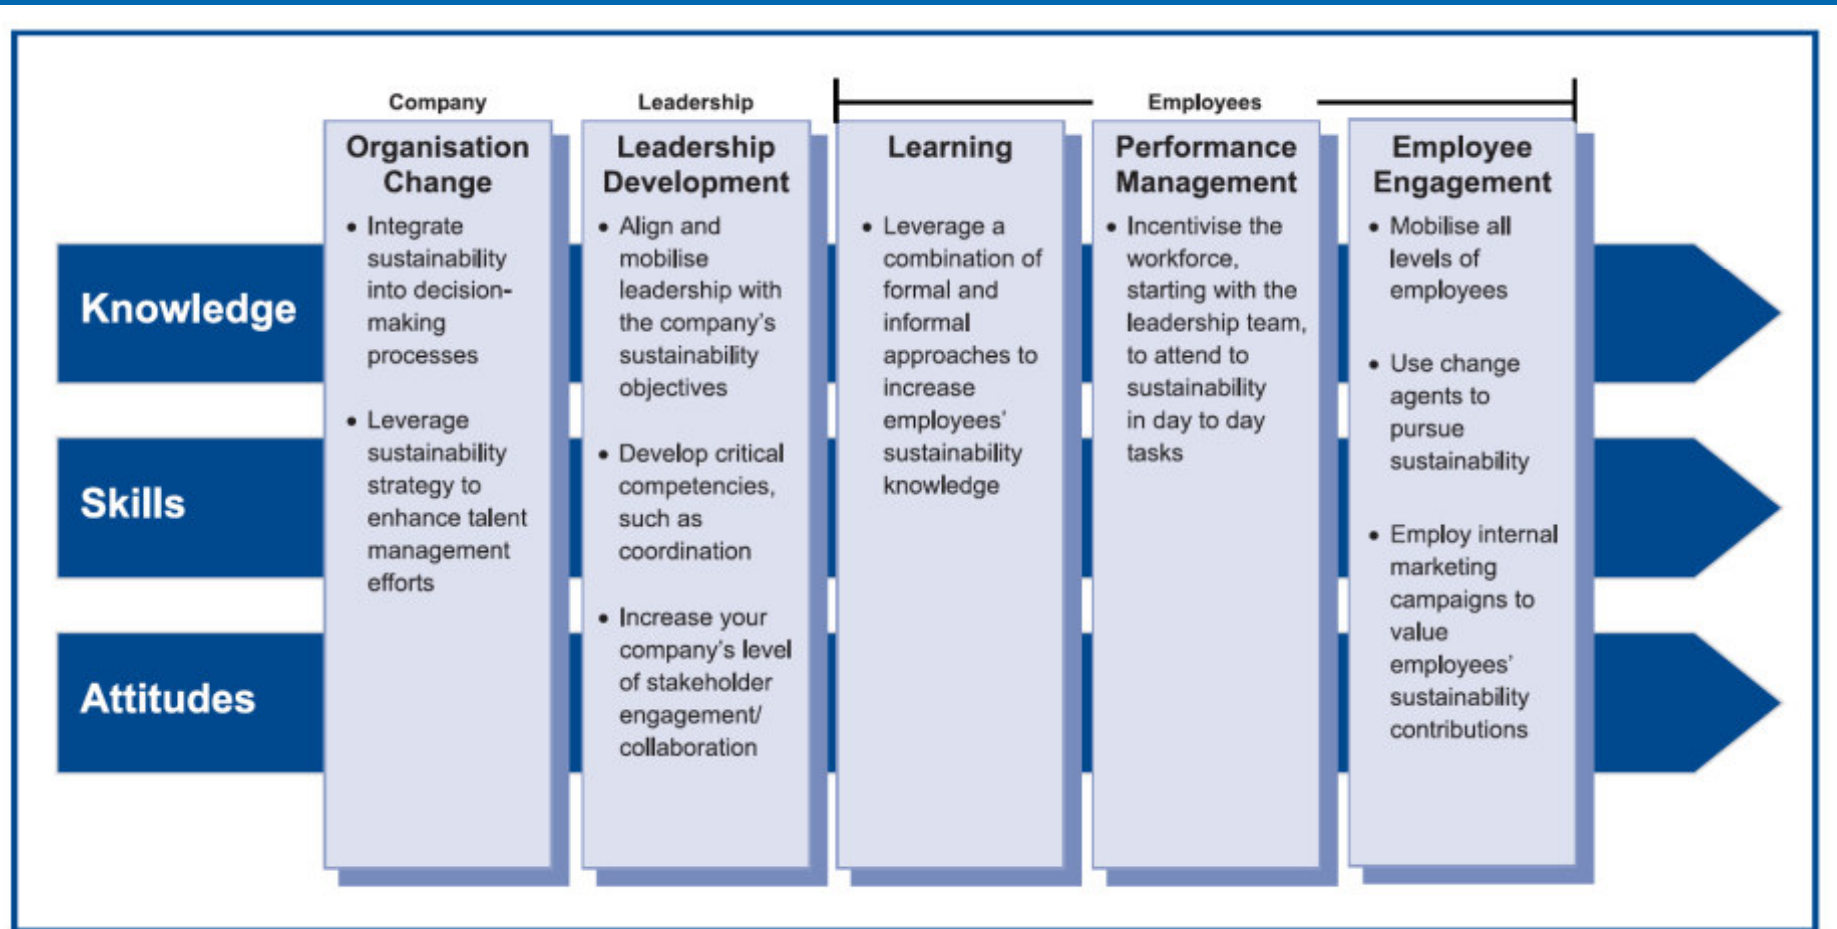 Company
Leadership
Employees
Organisation
Change
• Integrate
sustainability
into decision-
making
processes
• Leverage
sustainability
strategy to
enhance talent
management
efforts
Leadership
Development
• Align and
mobilise
leadership with
the company’s
sustainability
objectives
• Develop critical
competencies,
such as
coordination
• Increase your
company’s level
of stakeholder
engagement/
collaboration
Learning
• Leverage a
combination of
formal and
informal
approaches to
increase
employees’
sustainability
knowledge
Performance
Management
• Incentivise the
workforce,
starting with the
leadership team,
to attend to
sustainability
in day to day
tasks
Employee
Engagement
• Mobilise all
levels of
employees
• Use change
agents to
pursue
sustainability
• Employ internal
marketing
campaigns to
value
employees’
sustainability
contributions
Knowledge
Skills
Attitudes